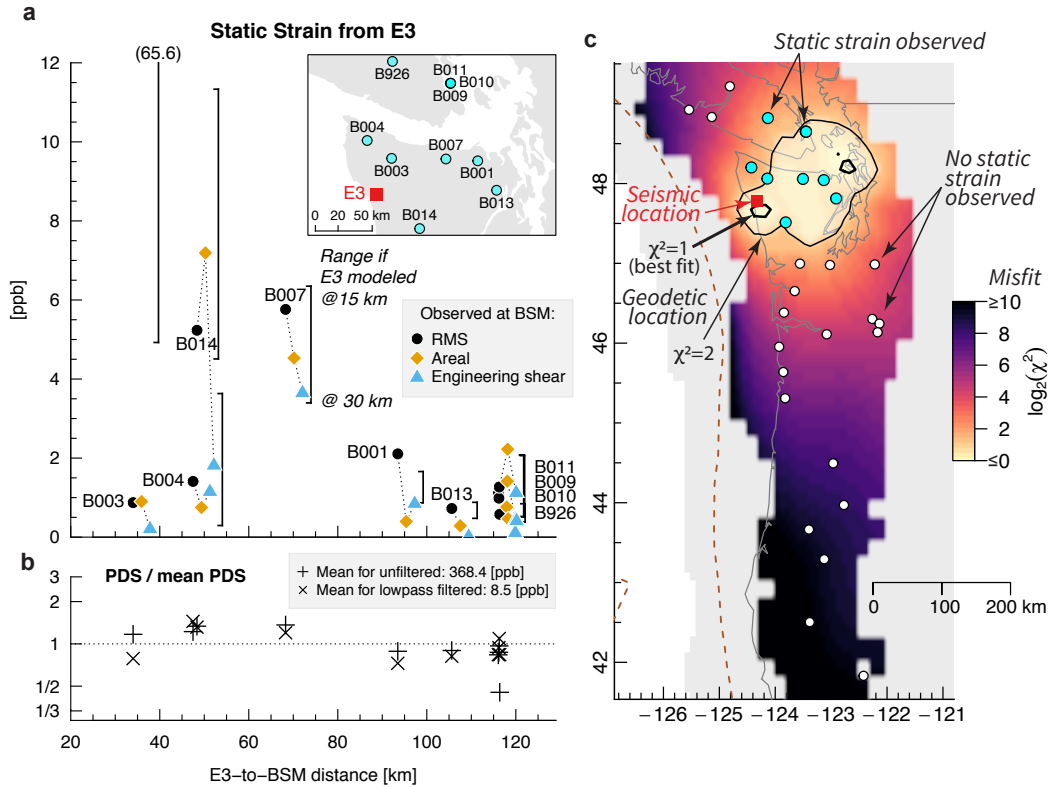 a
Static Strain from E3
(65.6)
12
10
8
6
4
2
0
[ppb]
B926
B011
B010
B009
B004
B007
B003
B001
E3
B013
0 50 km
B014
Range if
E3 modeled
@15 km
@ 30 km
B007
B014
Observed at BSM:
RMS
Areal
Engineering shear
B003
B004
B001
B013
B011
B009
B010
B926
b
PDS / mean PDS
Mean for unfiltered: 368.4 [ppb]
Mean for lowpass filtered: 8.5 [ppb]
3
2
1
1/2
1/3
20 40 60 80 100 120
E3−to−BSM distance [km]
c
Static strain observed
No static
strain
observed
Seismic
location
χ²=1
(best fit)
Geodetic
location
χ²=2
48
46
44
42
−126 −125 −124 −123 −122 −121
Misfit
≥10
8
6
4
2
≤0
log₂(χ²)
0 200 km